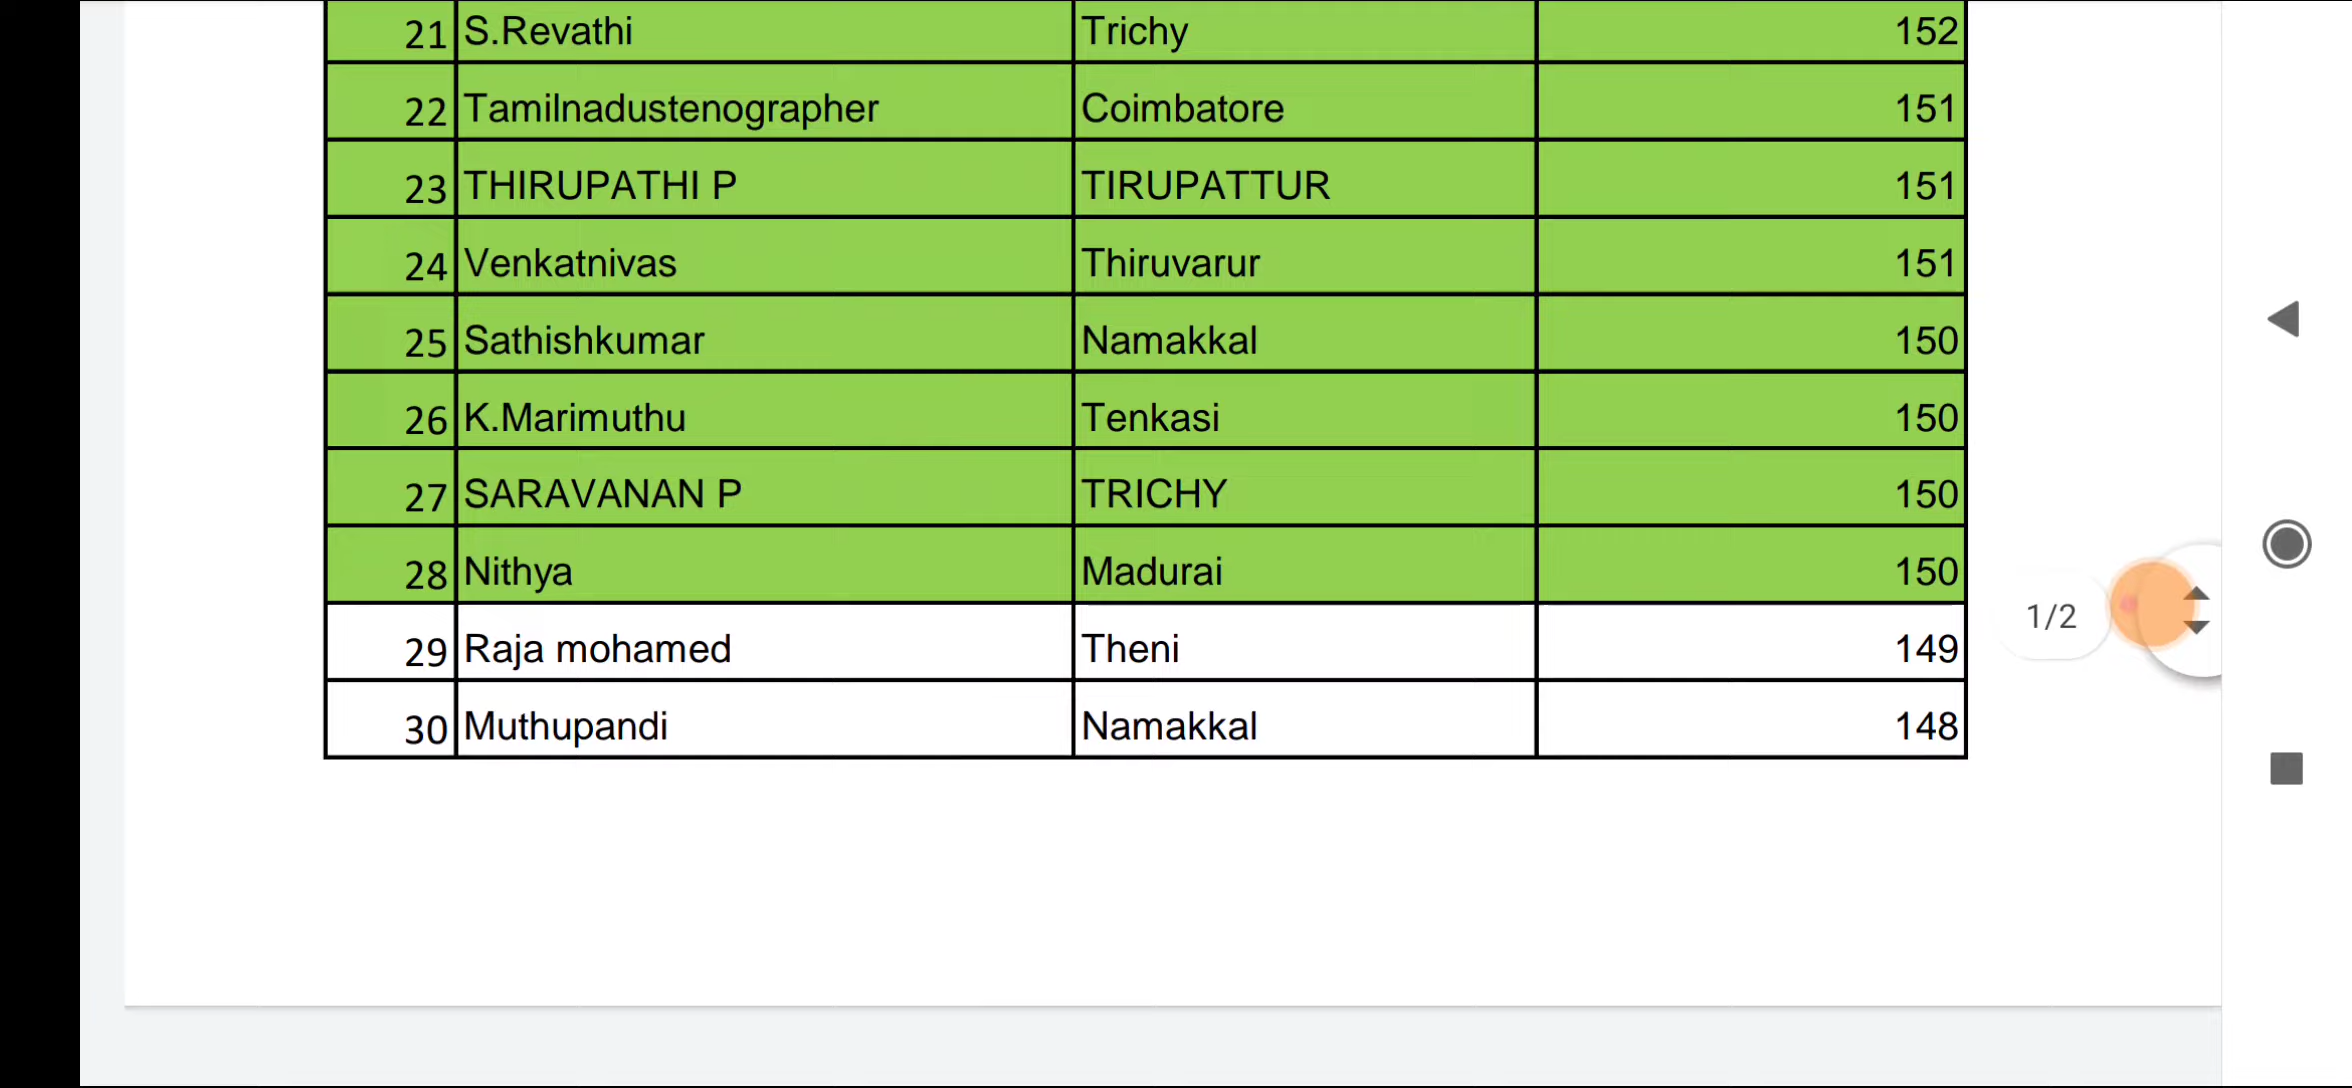 21 S.Revathi Trichy 152
22 Tamilnadustenographer Coimbatore 151
23 THIRUPATHI P TIRUPATTUR 151
24 Venkatnivas Thiruvarur 151
25 Sathishkumar Namakkal 150
26 K.Marimuthu Tenkasi 150
27 SARAVANAN P TRICHY 150
28 Nithya Madurai 150
29 Raja mohamed Theni 149
30 Muthupandi Namakkal 148
1/2